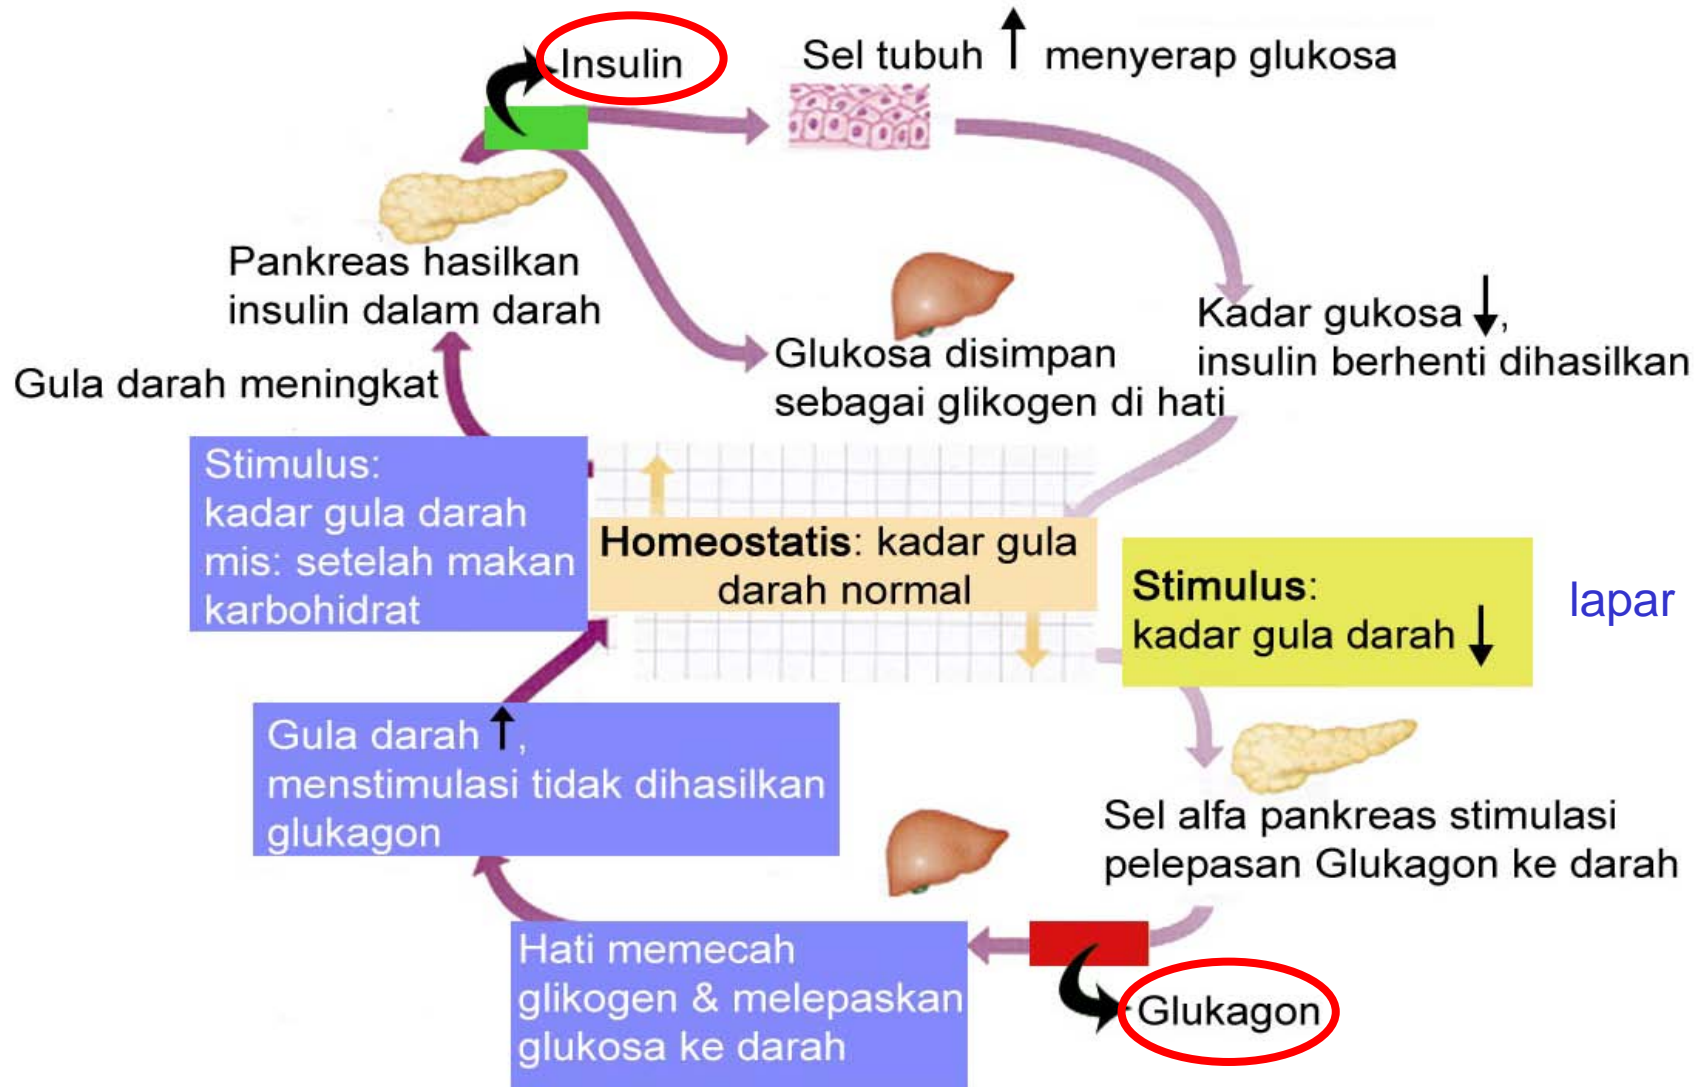 Insulin
Sel tubuh ↑ menyerap glukosa
Pankreas hasilkan
insulin dalam darah
Gula darah meningkat
Glukosa disimpan
sebagai glikogen di hati
Kadar gukosa ↓,
insulin berhenti dihasilkan
Stimulus:
kadar gula darah
mis: setelah makan
karbohidrat
Homeostatis: kadar gula
darah normal
Stimulus:
kadar gula darah ↓
lapar
Gula darah ↑,
menstimulasi tidak dihasilkan
glukagon
Sel alfa pankreas stimulasi
pelepasan Glukagon ke darah
Hati memecah
glikogen & melepaskan
glukosa ke darah
Glukagon